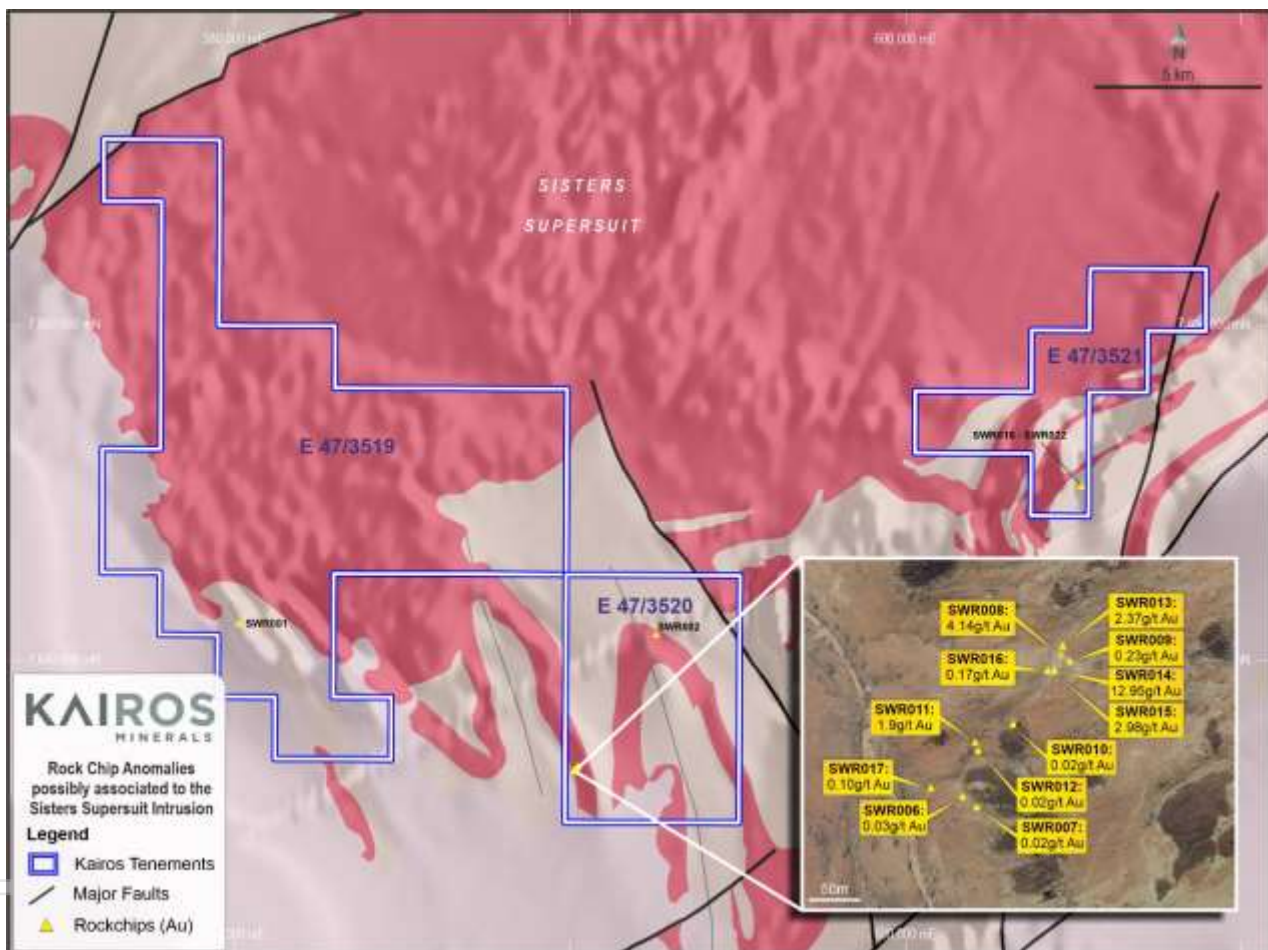 580,000 mE
600,000 mE
N
5 km
SISTERS
SUPERSUIT
E 47/3521
E 47/3519
SWR001
E 47/3520
SWR002
KAIROS
MINERALS
Rock Chip Anomalies
possibly associated to the
Sisters Supersuit Intrusion
Legend
Kairos Tenements
Major Faults
Rockchips (Au)
SWR008:
4.14g/t Au
SWR016:
0.17g/t Au
SWR011:
1.9g/t Au
SWR017:
0.10g/t Au
SWR006:
0.03g/t Au
SWR013:
2.37g/t Au
SWR009:
0.23g/t Au
SWR014:
12.95g/t Au
SWR015:
2.98g/t Au
SWR010:
0.02g/t Au
SWR012:
0.02g/t Au
SWR007:
0.02g/t Au
50m